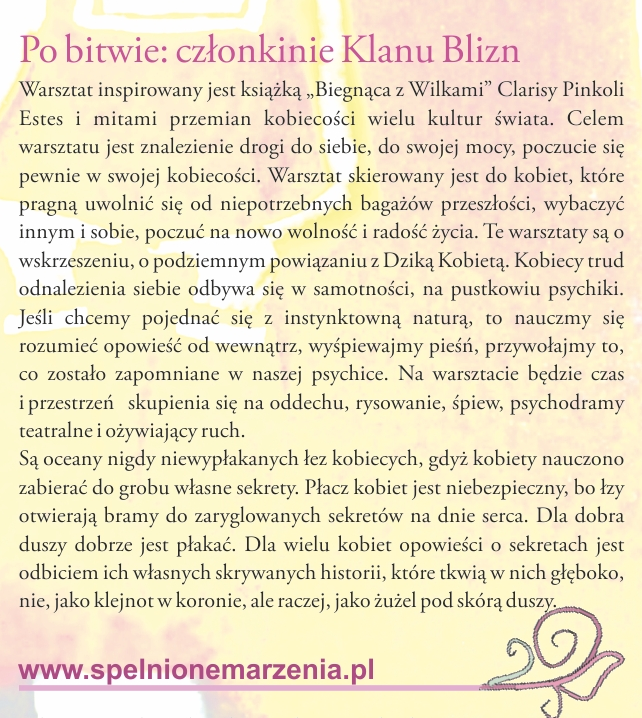 Po bitwie: członkinie Klanu Blizn
Warsztat inspirowany jest książką „Biegnąca z Wilkami” Clarisy Pinkoli
Estes i mitami przemian kobiecości wielu kultur świata. Celem
warsztatu jest znalezienie drogi do siebie, do swojej mocy, poczucie się
pewnie w swojej kobiecości. Warsztat skierowany jest do kobiet, które
pragną uwolnić się od niepotrzebnych bagażów przeszłości, wybaczyć
innym i sobie, poczuć na nowo wolność i radość życia. Te warsztaty są o
wskrzeszeniu, o podziemnym powiązaniu z Dziką Kobietą. Kobiecy trud
odnalezienia siebie odbywa się w samotności, na pustkowiu psychiki.
Jeśli chcemy pojednać się z instynktowną naturą, to nauczmy się
rozumieć opowieść od wewnątrz, wyśpiewajmy pieśń, przywołajmy to,
co zostało zapomniane w naszej psychice. Na warsztacie będzie czas
i przestrzeń skupienia się na oddechu, rysowanie, śpiew, psychodramy
teatralne i ożywiający ruch.
Są oceany nigdy niewypłakanych łez kobiecych, gdyż kobiety nauczono
zabierać do grobu własne sekrety. Płacz kobiet jest niebezpieczny, bo łzy
otwierają bramy do zaryglowanych sekretów na dnie serca. Dla dobra
duszy dobrze jest płakać. Dla wielu kobiet opowieści o sekretach jest
odbiciem ich własnych skrywanych historii, które tkwią w nich głęboko,
nie, jako klejnot w koronie, ale raczej, jako żużel pod skórą duszy.
www.spelnionemarzenia.pl